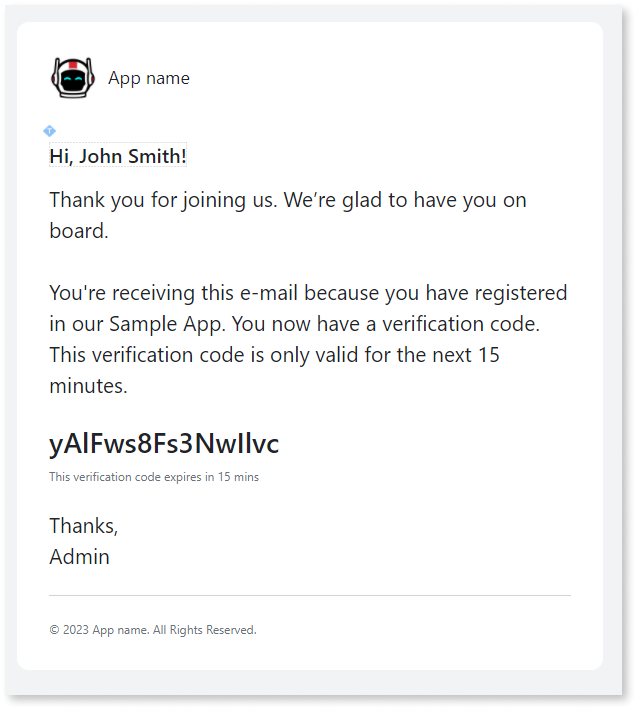 App name
Hi, John Smith!
Thank you for joining us. We’re glad to have you on
board.
You're receiving this e-mail because you have registered
in our Sample App. You now have a verification code.
This verification code is only valid for the next 15
minutes.
yAlFws8Fs3NwIlvc
This verification code expires in 15 mins
Thanks,
Admin
© 2023 App name. All Rights Reserved.